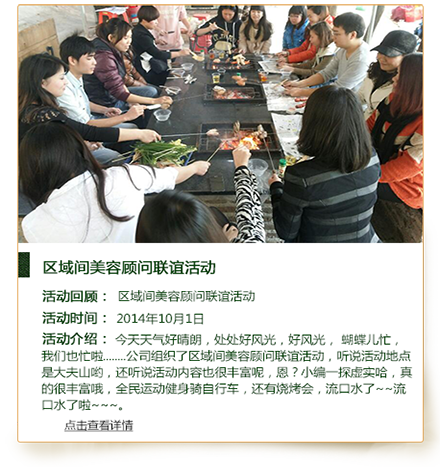 区域间美容顾问联谊活动
活动回顾： 区域间美容顾问联谊活动
活动时间： 2014年10月1日
活动介绍：今天天气好晴朗，处处好风光，好风光， 蝴蝶儿忙，
我们也忙啦.......公司组织了区域间美容顾问联谊活动，听说活动地点
是大夫山哟，还听说活动内容也很丰富呢，恩？小编一探虚实哈，真
的很丰富哦，全民运动健身骑自行车，还有烧烤会，流口水了~~流
口水了啦~~~。
点击查看详情